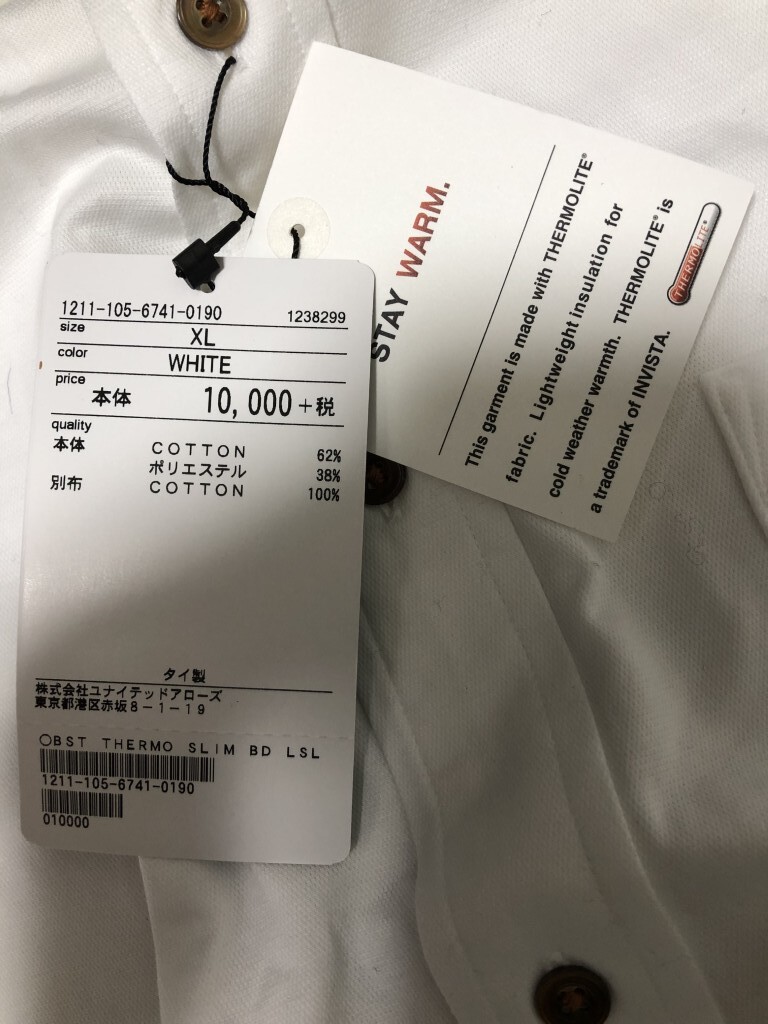 1211-105-6741-0190 1238299
size XL
color WHITE
price 本体 10,000+税
quality
本体 COTTON 62%
ポリエステル 38%
別布 COTTON 100%
タイ製
株式会社ユナイテッドアローズ
東京都港区赤坂8-1-19
○BST THERMO SLIM BD LSL
1211-105-6741-0190
010000
STAY WARM.
This garment is made with THERMOLITE®
fabric. Lightweight insulation for
cold weather warmth. THERMOLITE® is
a trademark of INVISTA.
THERMOLITE®